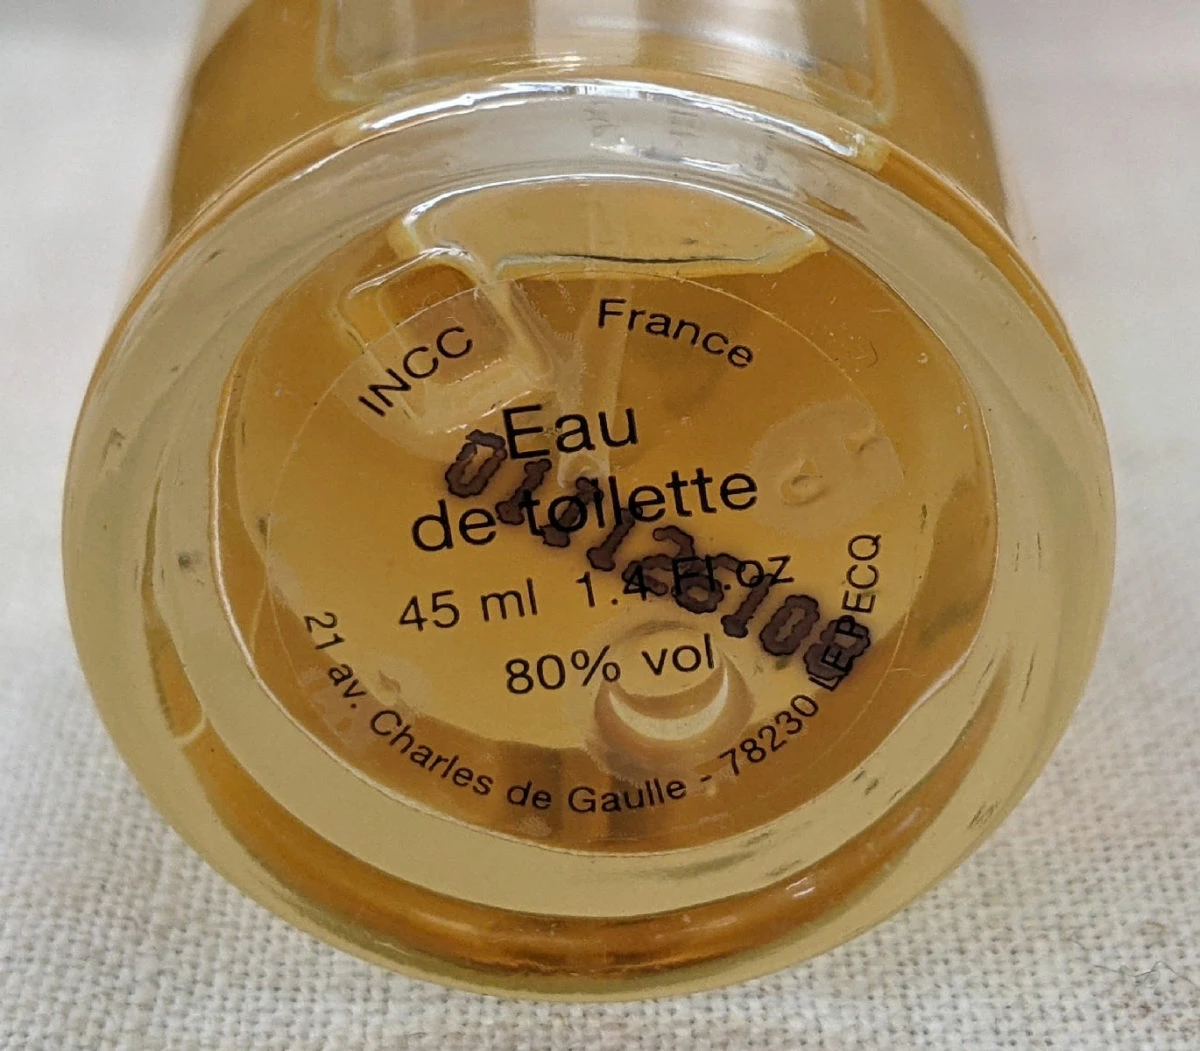 INCC France
Eau
de toilette
45 ml 1.4 Fl.oz
80% vol
21 av. Charles de Gaulle - 78230 LE PECQ